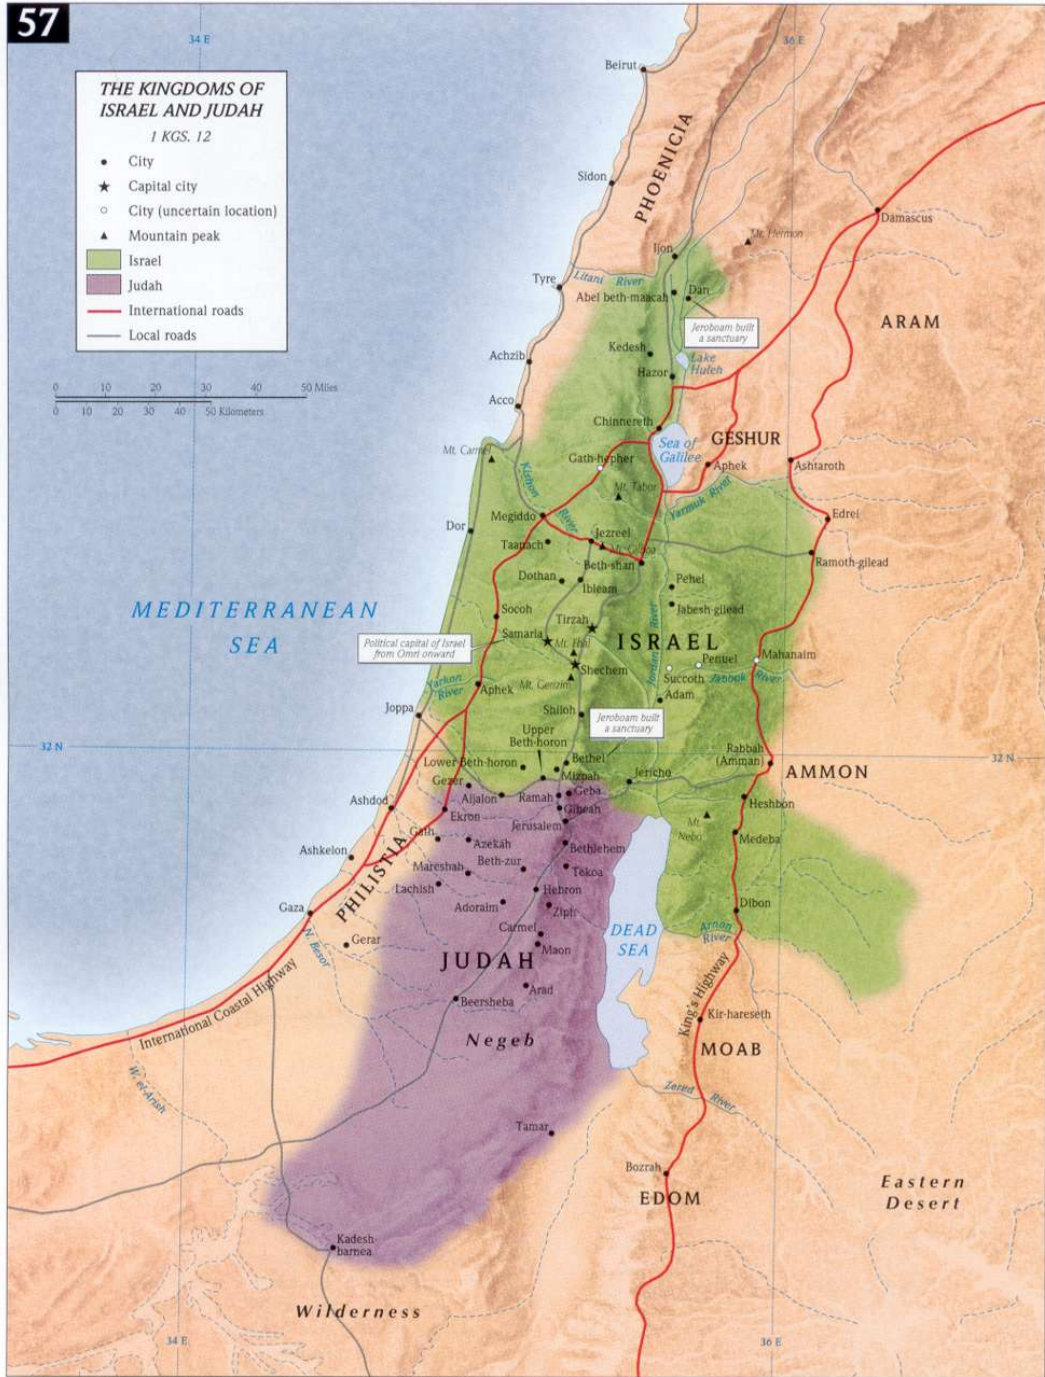 57
34 E
36 E
THE KINGDOMS OF
ISRAEL AND JUDAH
1 KGS. 12
City
Capital city
City (uncertain location)
Mountain peak
Israel
Judah
International roads
Local roads
0 10 20 30 40 50 Miles
0 10 20 30 40 50 Kilometers
Beirut
PHOENICIA
Sidon
Damascus
Mt. Hermon
Ijon
Tyre
Litani River
Abel beth-maacah
Dan
Jeroboam built
a sanctuary
ARAM
Kedesh
Lake
Huleh
Achzib
Hazor
Acco
Chinnereth
Sea of
Galilee
GESHUR
Mt. Carmel
Gath-hepher
Aphek
Ashtaroth
Kishon
River
Mt. Tabor
Yarmuk River
Megiddo
Edrei
Dor
Jezreel
Taanach
Mt. Gilboa
Beth-shan
Ramoth-gilead
Dothan
Ibleam
Pehel
Jabesh-gilead
MEDITERRANEAN
SEA
Socoh
Tirzah
Samaria
ISRAEL
Political capital of Israel
from Omri onward
Mt. Ebal
Jordan River
Shechem
Penuel
Mahanaim
Succoth
Jabbok River
Mt. Gerizim
Yarkon
River
Aphek
Adam
Joppa
Shiloh
Jeroboam built
a sanctuary
Upper
Beth-horon
32 N
32 N
Lower Beth-horon
Bethel
Rabbah
(Amman)
AMMON
Mizpah
Jericho
Gezer
Aijalon
Ramah
Geba
Ashdod
Ekron
Gibeah
Heshbon
Jerusalem
Mt.
Nebo
Gath
Azekah
Medeba
Ashkelon
Bethlehem
PHILISTIA
Mareshah
Beth-zur
Tekoa
Lachish
Hebron
Gaza
Adoraim
Ziph
Dibon
N. Besor
Carmel
DEAD
SEA
Arnon
River
Gerar
Maon
JUDAH
International Coastal Highway
Arad
King's Highway
Beersheba
Kir-hareseth
Negeb
MOAB
W. el-Arish
Zered River
Tamar
Bozrah
EDOM
Eastern
Desert
Kadesh-
barnea
Wilderness
34 E
36 E